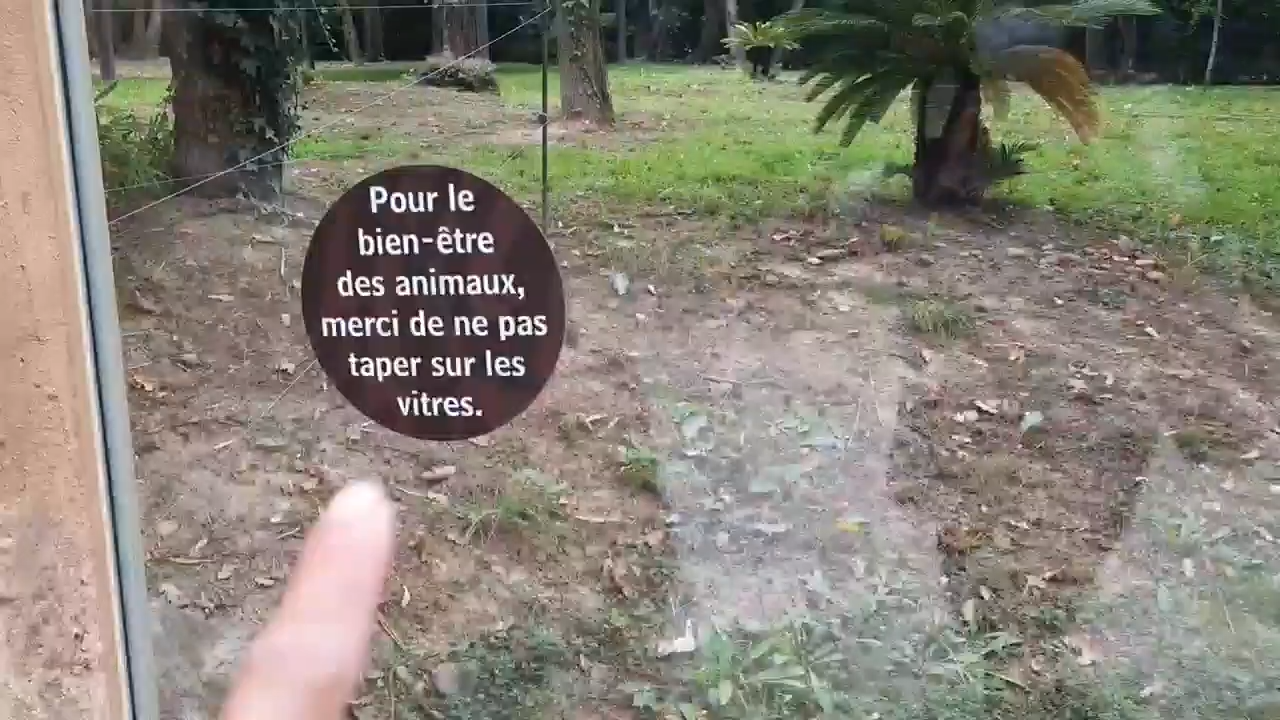 Pour le
bien-être
des animaux,
merci de ne pas
taper sur les
vitres.